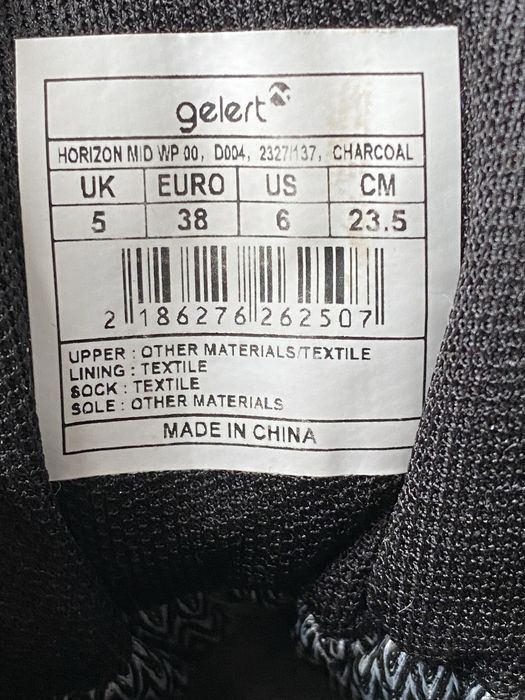 gelert
HORIZON MID WP 00, D004, 2327/137, CHARCOAL
UK EURO US CM
5 38 6 23.5
2 186276 262507
UPPER : OTHER MATERIALS/TEXTILE
LINING : TEXTILE
SOCK : TEXTILE
SOLE : OTHER MATERIALS
MADE IN CHINA